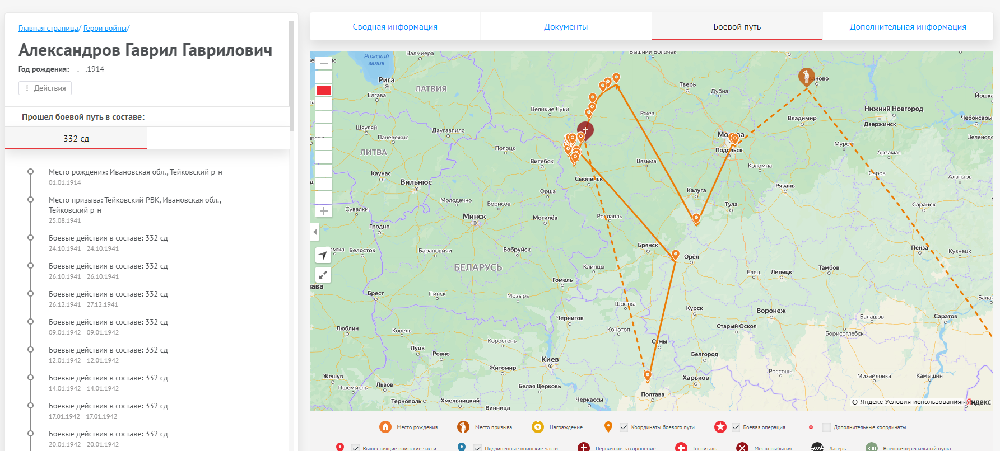 Главная страница/ Герои войны/
Александров Гаврил Гаврилович
Год рождения: __.__.1914
Действия
Прошел боевой путь в составе:
332 сд
Место рождения: Ивановская обл., Тейковский р-н
01.01.1914
Место призыва: Тейковский РВК, Ивановская обл.,
Тейковский р-н
25.08.1941
Боевые действия в составе: 332 сд
24.10.1941 - 24.10.1941
Боевые действия в составе: 332 сд
26.10.1941 - 26.10.1941
Боевые действия в составе: 332 сд
26.12.1941 - 27.12.1941
Боевые действия в составе: 332 сд
09.01.1942 - 09.01.1942
Боевые действия в составе: 332 сд
12.01.1942 - 12.01.1942
Боевые действия в составе: 332 сд
14.01.1942 - 14.01.1942
Боевые действия в составе: 332 сд
17.01.1942 - 17.01.1942
Боевые действия в составе: 332 сд
20.01.1942 - 20.01.1942
Сводная информация
Документы
Боевой путь
Дополнительная информация
Рижский
залив
Валмиера
Вышний Волочек
Рига
ЛАТВИЯ
Елгава
Тверь
Дубна
Великие Луки
Ржев
Владимир
Нижний Новгород
Дзержинск
Йошка
Чебоксары
Шяуляй
Паневежис
Даугавпилс
ЛИТВА
Полоцк
Витебск
Вязьма
Подольск
Коломна
Муром
Арзамас
Зеленодо
Каунас
Вильнюс
Смоленск
Орша
Молодечно
Борисов
Калуга
Тула
Рязань
Саров
Алатырь
Саранск
Сувалки
Минск
Могилёв
Рославль
Гродно
Белосток
Барановичи
Бобруйск
Брянск
Орёл
Пенза
Кузнецк
БЕЛАРУСЬ
Клинцы
Гомель
Елец
Липецк
Тамбов
Брест
Пинск
Мозырь
Шостка
Курск
Воронеж
Балашов
Саратов
Люблин
Ковель
Чернигов
Конотоп
Старый Оскол
Борисоглебск
Коростень
Сумы
Луцк
Ровно
Киев
Белгород
Житомир
Россошь
Михайловка
Камышин
Жешув
Пшемысль
Львов
Белая Церковь
Харьков
Полтава
Тернополь
Хмельницкий
Черкассы
Винница
© Яндекс Условия использования
Яндекс
Место рождения
Место призыва
Награждение
Координаты боевого пути
Боевая операция
Дополнительные координаты
Вышестоящие воинские части
Подчиненные воинские части
Первичное захоронение
Госпиталь
Место выбытия
Лагерь
ВПП
Военно-пересыльный пункт